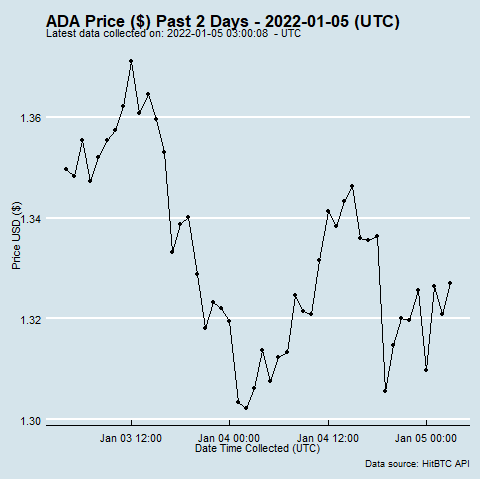 ADA Price ($) Past 2 Days - 2022-01-05 (UTC)
Latest data collected on: 2022-01-05 03:00:08 - UTC
1.36
1.34
1.32
1.30
Price USD ($)
Jan 03 12:00
Jan 04 00:00
Jan 04 12:00
Jan 05 00:00
Date Time Collected (UTC)
Data source: HitBTC API